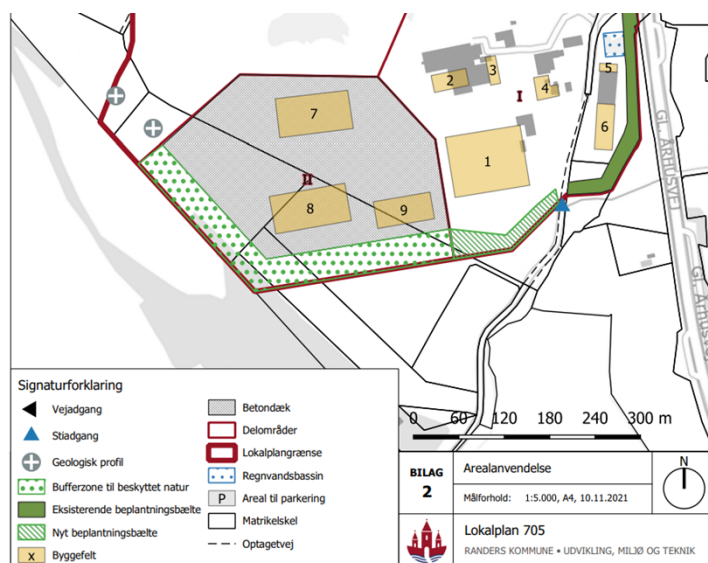 5
2
3
4
I
7
6
1
II
8
9
GL. ÅRHUSVEJ
Gl. Århusvej
Signaturforklaring
Vejadgang
Stiadgang
Geologisk profil
Bufferzone til beskyttet natur
Eksisterende beplantningsbælte
Nyt beplantningsbælte
x Byggefelt
Betondæk
Delområder
Lokalplangrænse
Regnvandsbassin
P Areal til parkering
Matrikelskel
Optagetvej
0 60 120 180 240 300 m
BILAG
2
Arealanvendelse
Målforhold: 1:5.000, A4, 10.11.2021
N
Lokalplan 705
RANDERS KOMMUNE • UDVIKLING, MILJØ OG TEKNIK